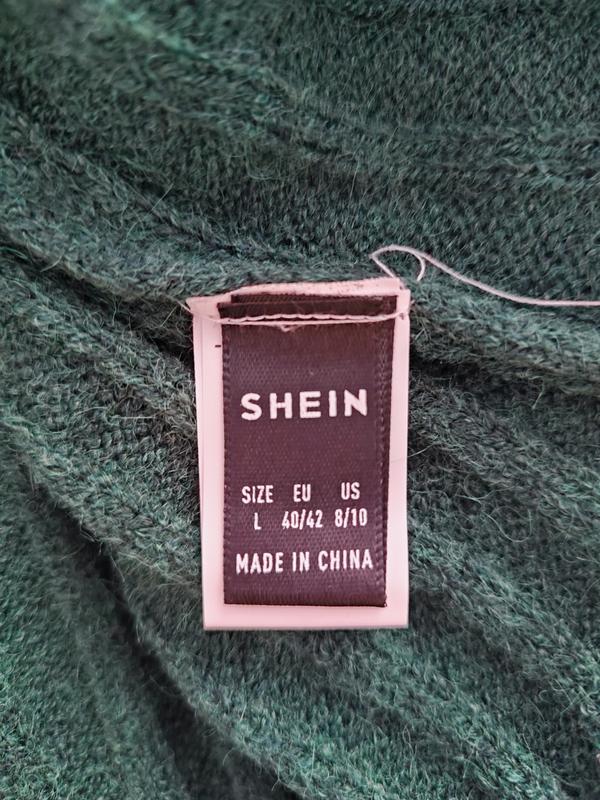 SHEIN
SIZE EU US
L 40/42 8/10
MADE IN CHINA